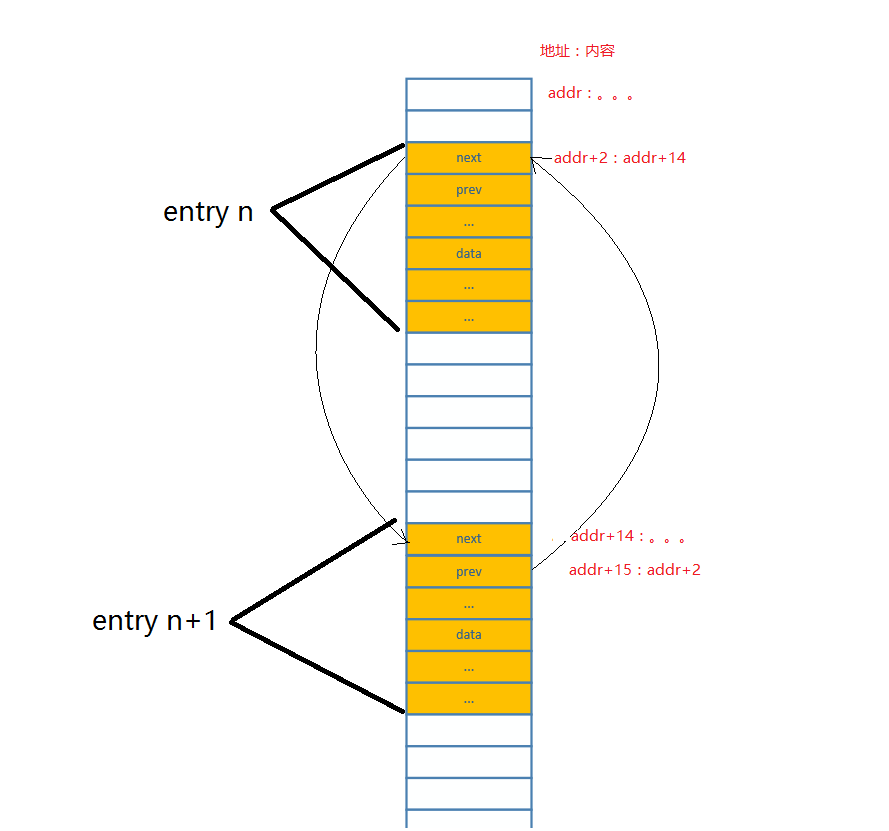 地址：内容
addr：。。。
next
addr+2：addr+14
prev
entry n
...
data
...
...
next
addr+14：。。。
prev
addr+15：addr+2
...
entry n+1
data
...
...